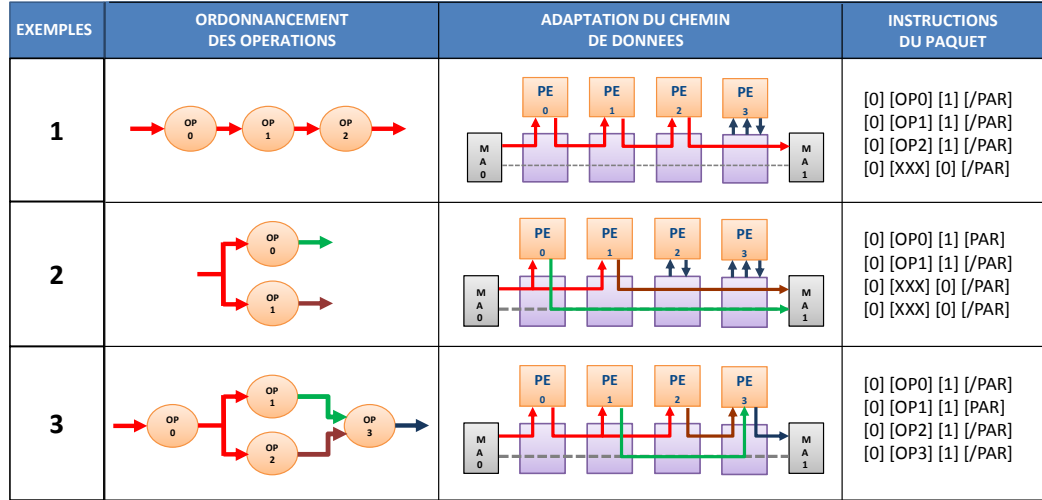 EXEMPLES
ORDONNANCEMENT
DES OPERATIONS
ADAPTATION DU CHEMIN
DE DONNEES
INSTRUCTIONS
DU PAQUET
1
OP
0
OP
1
OP
2
PE
0
PE
1
PE
2
PE
3
M
A
0
M
A
1
[0] [OP0] [1] [/PAR]
[0] [OP1] [1] [/PAR]
[0] [OP2] [1] [/PAR]
[0] [XXX] [0] [/PAR]
2
OP
0
OP
1
PE
0
PE
1
PE
2
PE
3
M
A
0
M
A
1
[0] [OP0] [1] [PAR]
[0] [OP1] [1] [/PAR]
[0] [XXX] [0] [/PAR]
[0] [XXX] [0] [/PAR]
3
OP
0
OP
1
OP
2
OP
3
PE
0
PE
1
PE
2
PE
3
M
A
0
M
A
1
[0] [OP0] [1] [/PAR]
[0] [OP1] [1] [PAR]
[0] [OP2] [1] [/PAR]
[0] [OP3] [1] [/PAR]